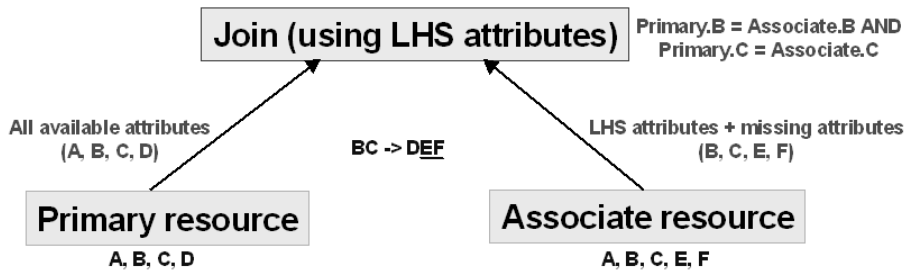 Join (using LHS attributes)
Primary.B = Associate.B AND
Primary.C = Associate.C
All available attributes
(A, B, C, D)
BC -> DEF
LHS attributes + missing attributes
(B, C, E, F)
Primary resource
A, B, C, D
Associate resource
A, B, C, E, F